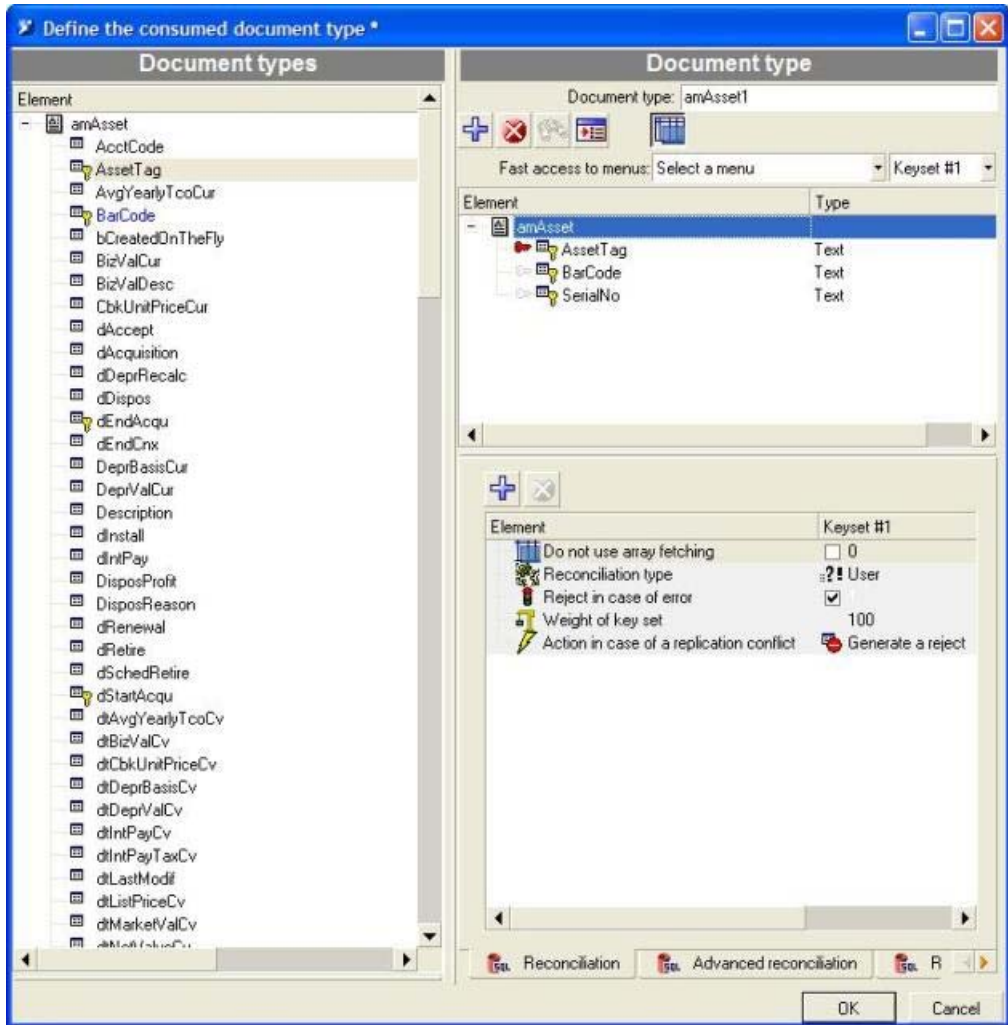 Define the consumed document type *
Document types
Element
amAsset
AcctCode
AssetTag
AvgYearlyTcoCur
BarCode
bCreatedOnTheFly
BizValCur
BizValDesc
CbkUnitPriceCur
dAccept
dAcquisition
dDeprRecalc
dDispos
dEndAcqu
dEndCnx
DeprBasisCur
DeprValCur
Description
dInstall
dIntPay
DisposProfit
DisposReason
dRenewal
dRetire
dSchedRetire
dStartAcqu
dtAvgYearlyTcoCv
dtBizValCv
dtCbkUnitPriceCv
dtDeprBasisCv
dtDeprValCv
dtIntPayCv
dtIntPayTaxCv
dtLastModif
dtListPriceCv
dtMarketValCv
dtNetValueCv
Document type
Document type: amAsset1
Fast access to menus: Select a menu Keyset #1
Element Type
amAsset
AssetTag Text
BarCode Text
SerialNo Text
Element Keyset #1
Do not use array fetching 0
Reconciliation type ?! User
Reject in case of error
Weight of key set 100
Action in case of a replication conflict Generate a reject
SQL Reconciliation SQL Advanced reconciliation SQL R
OK Cancel